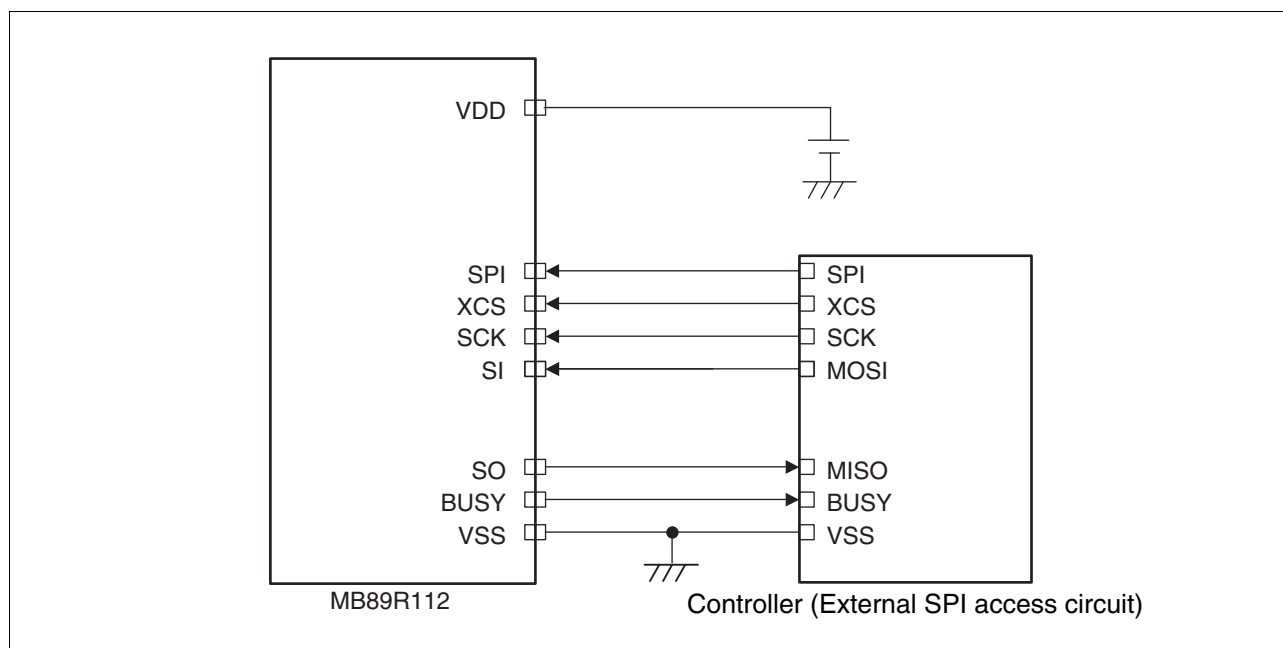 VDD
SPI SPI
XCS XCS
SCK SCK
SI MOSI
SO MISO
BUSY BUSY
VSS VSS
MB89R112
Controller (External SPI access circuit)